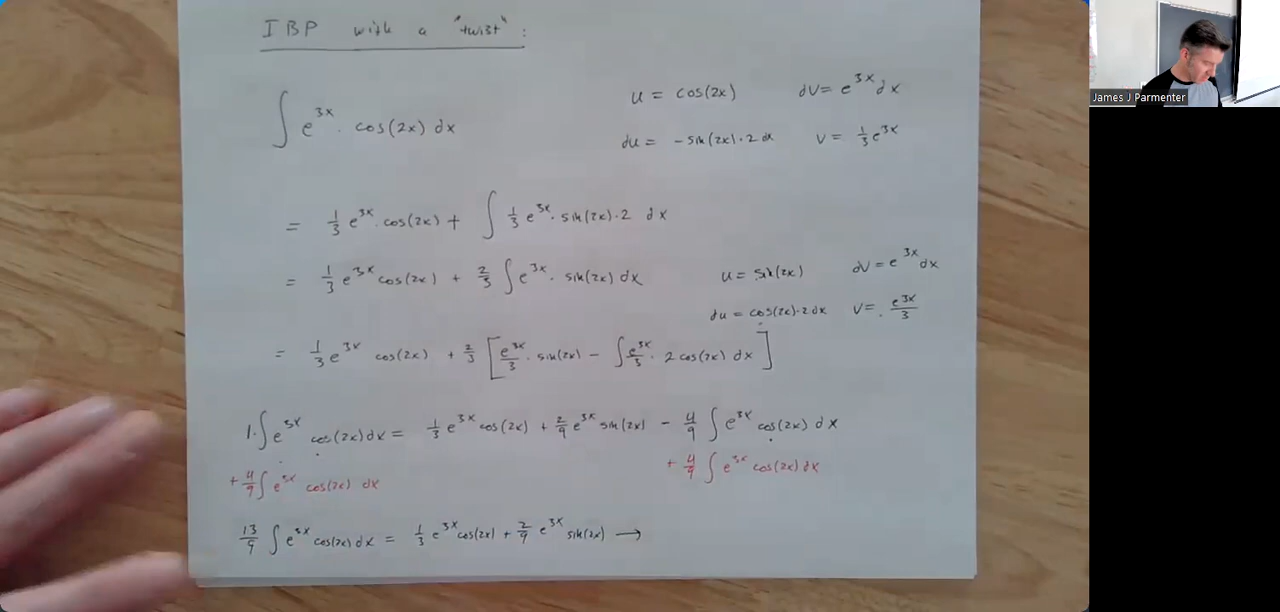 IBP with a "twist":
∫ e^{3x} · cos(2x) dx
u = cos(2x) dv = e^{3x} dx
du = -sin(2x)·2 dx v = 1/3 e^{3x}
= 1/3 e^{3x} · cos(2x) + ∫ 1/3 e^{3x} · sin(2x)·2 dx
= 1/3 e^{3x} cos(2x) + 2/3 ∫ e^{3x} · sin(2x) dx
u = sin(2x) dv = e^{3x} dx
du = cos(2x)·2dx v = e^{3x}/3
= 1/3 e^{3x} cos(2x) + 2/3 [ e^{3x}/3 · sin(2x) - ∫ e^{3x}/3 · 2 cos(2x) dx ]
1·∫ e^{3x} cos(2x) dx = 1/3 e^{3x} cos(2x) + 2/9 e^{3x} sin(2x) - 4/9 ∫ e^{3x} cos(2x) dx
+ 4/9 ∫ e^{3x} cos(2x) dx + 4/9 ∫ e^{3x} cos(2x) dx
13/9 ∫ e^{3x} cos(2x) dx = 1/3 e^{3x} cos(2x) + 2/9 e^{3x} sin(2x) →
James J Parmenter